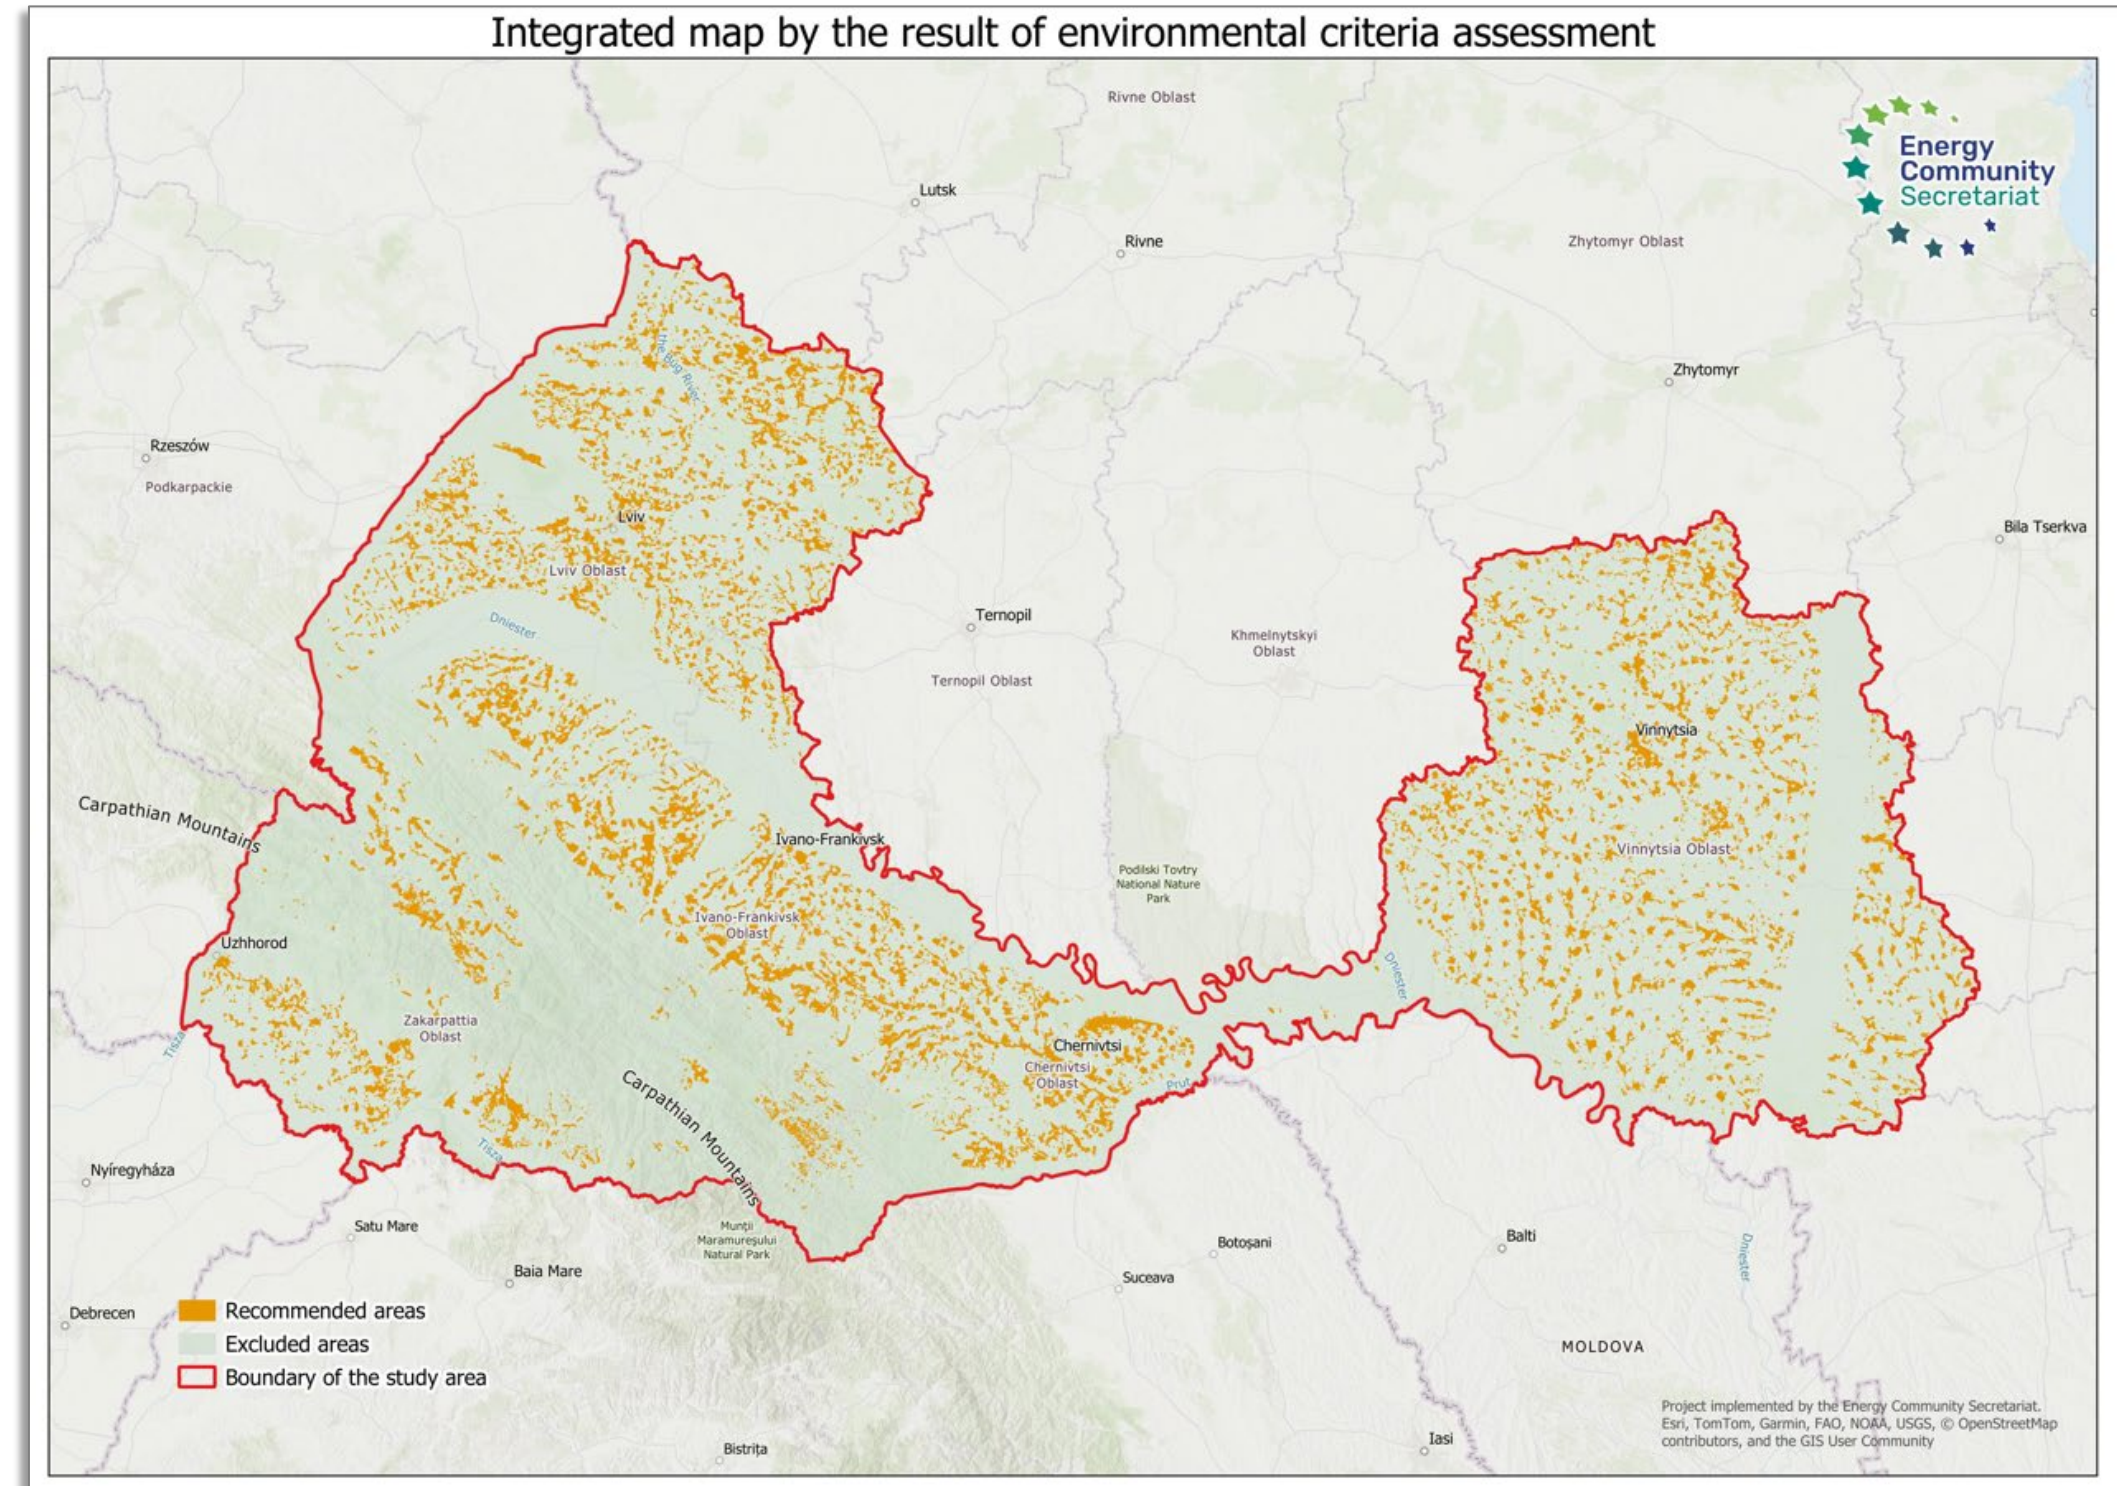 Integrated map by the result of environmental criteria assessment
Rivne Oblast
Energy
Community
Secretariat
Lutsk
Rivne
Zhytomyr Oblast
the Bug River
Zhytomyr
Rzeszów
Podkarpackie
Lviv
Bila Tserkva
Lviv Oblast
Dniester
Ternopil
Khmelnytskyi
Oblast
Ternopil Oblast
Vinnytsia
Carpathian Mountains
Ivano-Frankivsk
Vinnytsia Oblast
Podilski Tovtry
National Nature
Park
Ivano-Frankivsk
Oblast
Uzhhorod
Dniester
Zakarpattia
Oblast
Tisza
Chernivtsi
Chernivtsi
Oblast
Prut
Carpathian Mountains
Tisza
Nyíregyháza
Satu Mare
Munții
Maramureșului
Natural Park
Botoșani
Balti
Dniester
Baia Mare
Suceava
Debrecen
Recommended areas
Excluded areas
Boundary of the study area
MOLDOVA
Project implemented by the Energy Community Secretariat.
Esri, TomTom, Garmin, FAO, NOAA, USGS, © OpenStreetMap
contributors, and the GIS User Community
Iasi
Bistrița